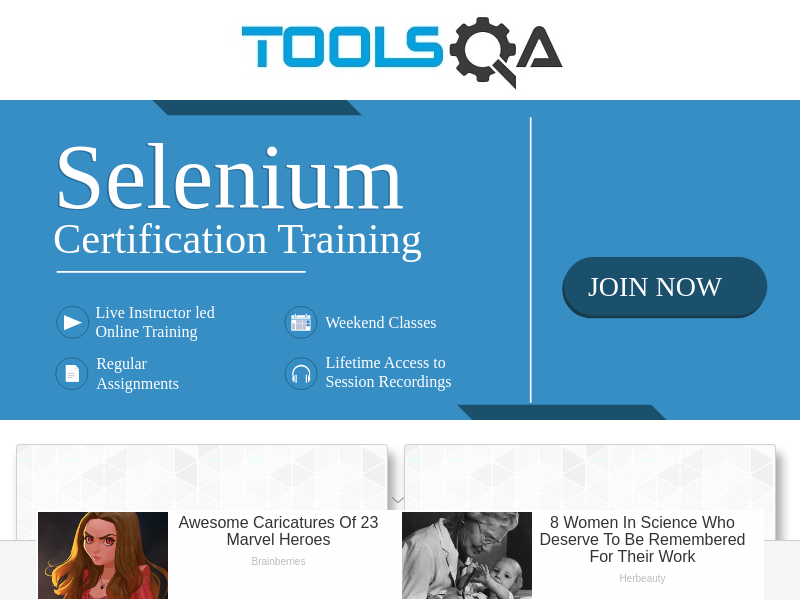 TOOLSQA
Selenium
Certification Training
JOIN NOW
Live Instructor led
Online Training
Weekend Classes
Regular
Assignments
Lifetime Access to
Session Recordings
Awesome Caricatures Of 23
Marvel Heroes
Brainberries
8 Women In Science Who
Deserve To Be Remembered
For Their Work
Herbeauty